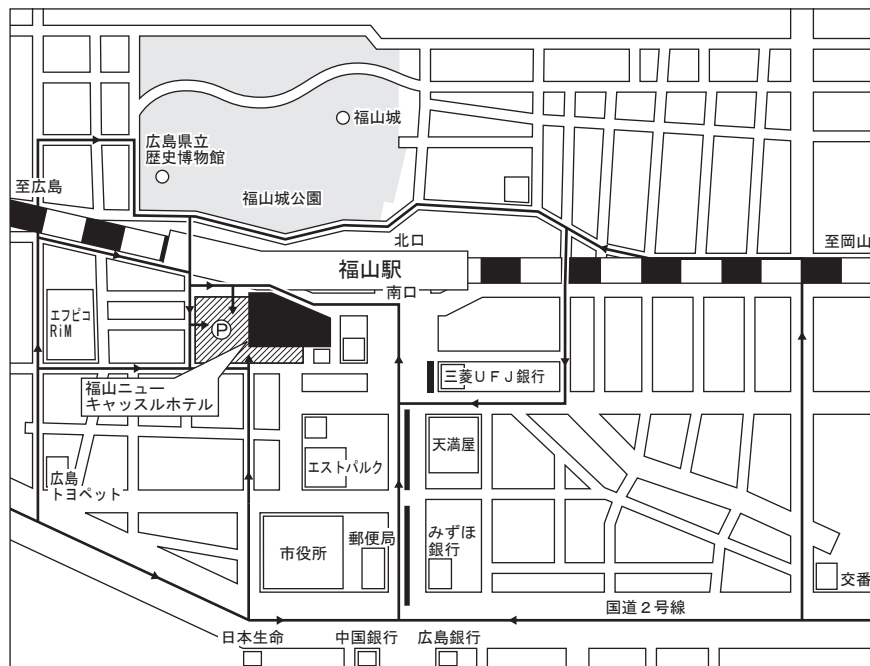 福山城
広島県立
歴史博物館
至広島
福山城公園
北口
至岡山
福山駅
南口
エフピコ
RiM
P
三菱ＵＦＪ銀行
福山ニュー
キャッスルホテル
天満屋
エストパルク
広島
トヨペット
市役所
郵便局
みずほ
銀行
交番
国道２号線
日本生命
中国銀行
広島銀行